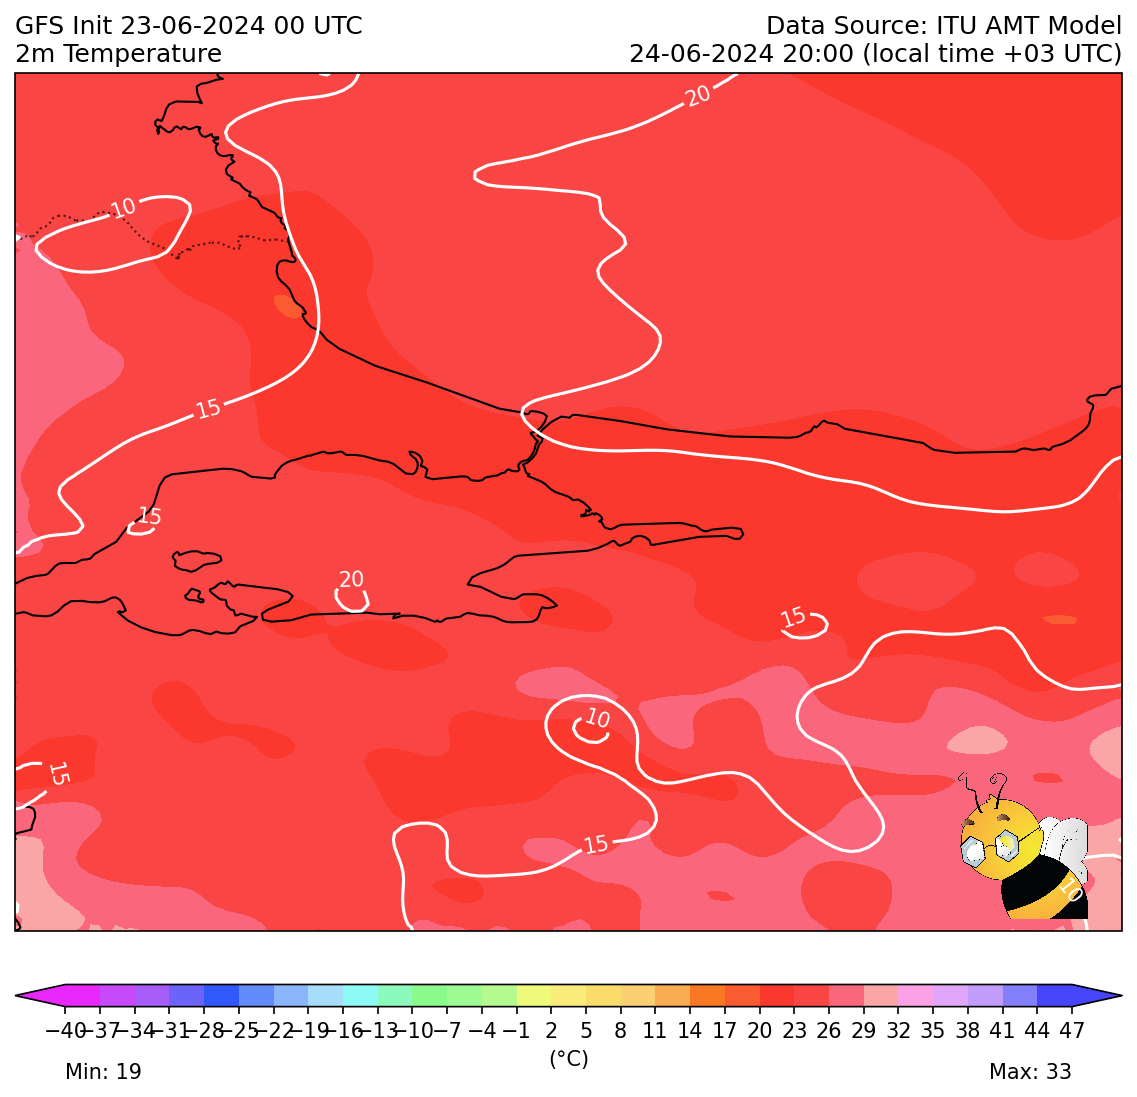 GFS Init 23-06-2024 00 UTC
Data Source: ITU AMT Model
2m Temperature
24-06-2024 20:00 (local time +03 UTC)
20
10
15
15
20
15
10
15
15
10
−40 −37 −34 −31 −28 −25 −22 −19 −16 −13 −10 −7 −4 −1 2 5 8 11 14 17 20 23 26 29 32 35 38 41 44 47
(°C)
Min: 19
Max: 33